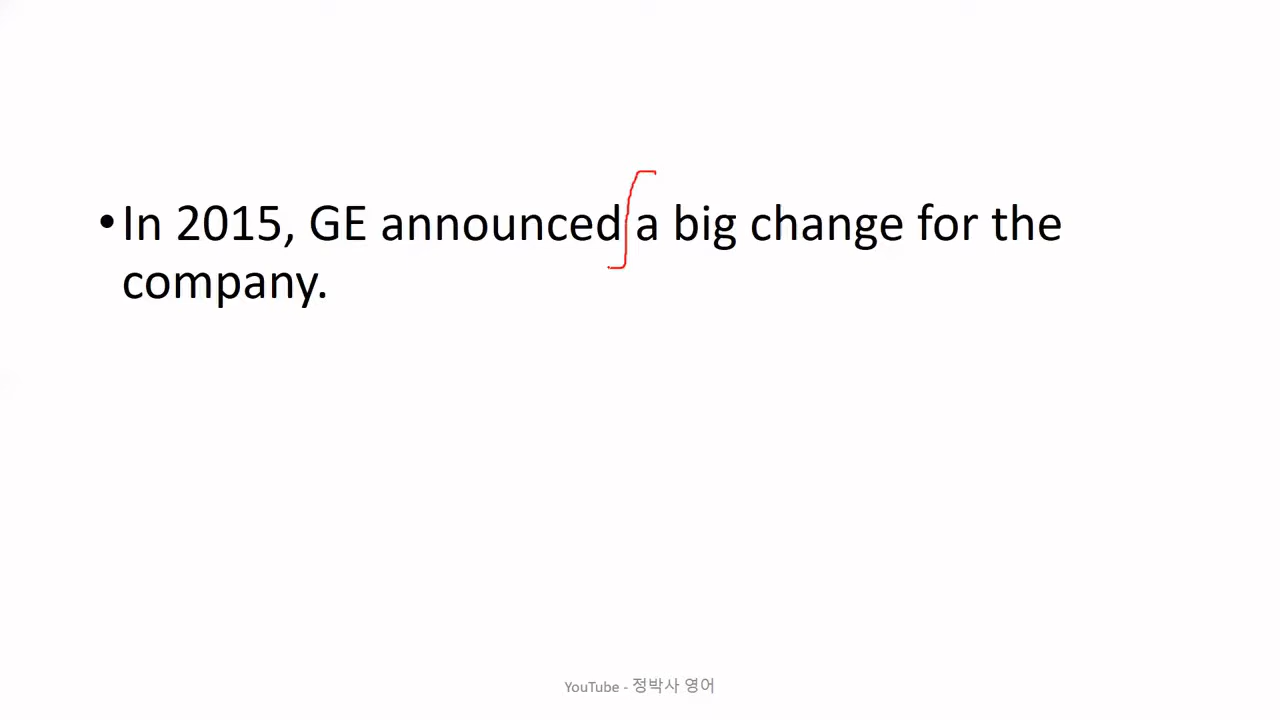 •In 2015, GE announced a big change for the
company.
YouTube - 정박사 영어